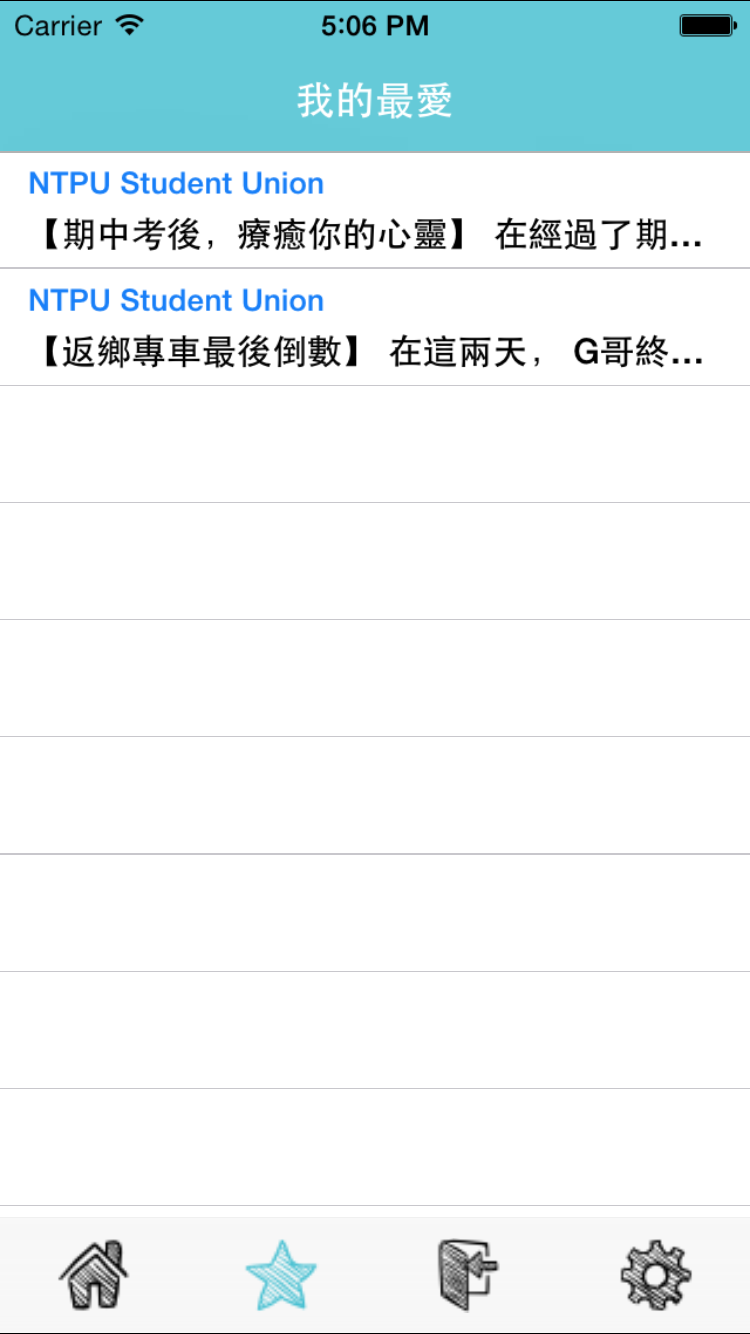 Carrier 5:06 PM
我的最愛
NTPU Student Union
【期中考後，療癒你的心靈】 在經過了期...
NTPU Student Union
【返鄉專車最後倒數】 在這兩天， G哥終...